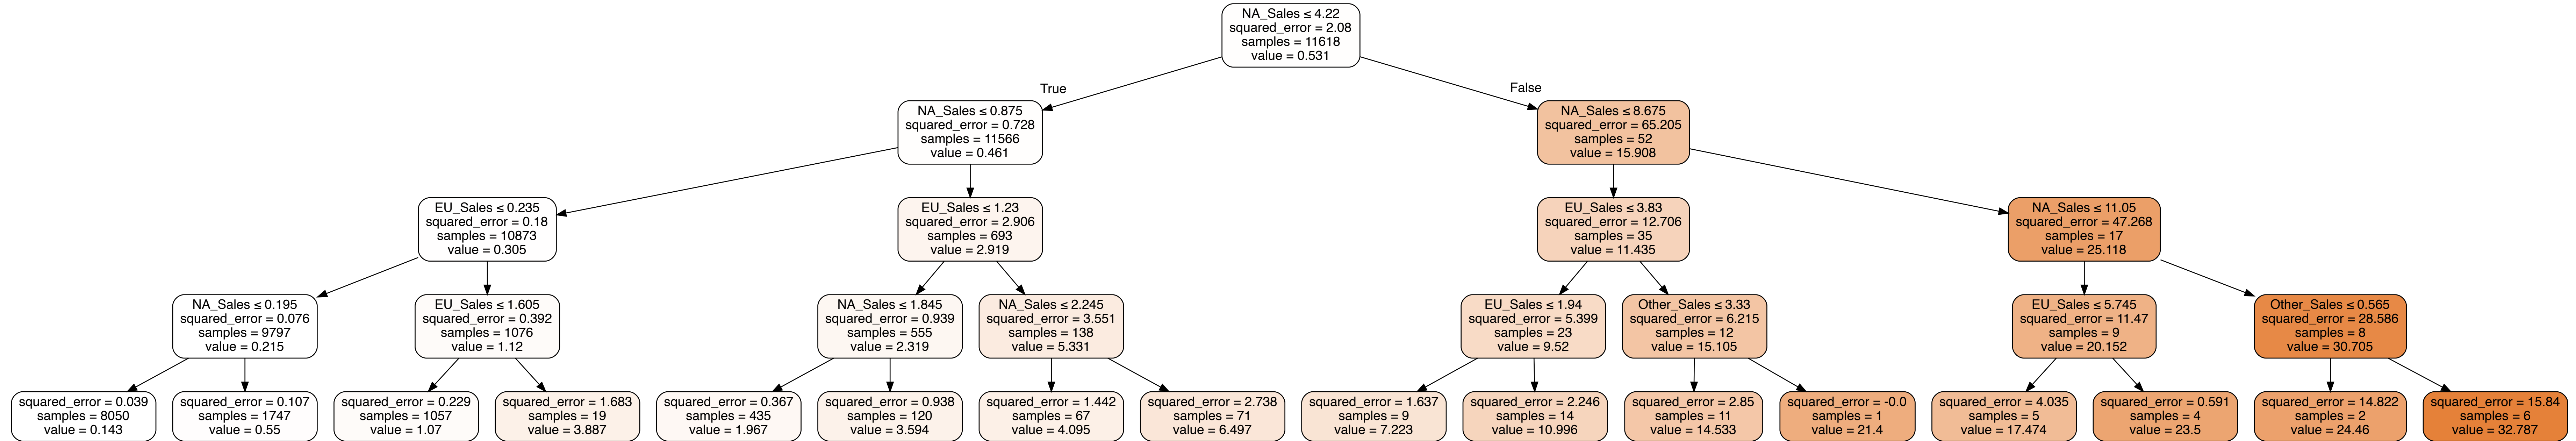 NA_Sales ≤ 4.22
squared_error = 2.08
samples = 11618
value = 0.531
True
False
NA_Sales ≤ 0.875
squared_error = 0.728
samples = 11566
value = 0.461
NA_Sales ≤ 8.675
squared_error = 65.205
samples = 52
value = 15.908
EU_Sales ≤ 0.235
squared_error = 0.18
samples = 10873
value = 0.305
EU_Sales ≤ 1.23
squared_error = 2.906
samples = 693
value = 2.919
EU_Sales ≤ 3.83
squared_error = 12.706
samples = 35
value = 11.435
NA_Sales ≤ 11.05
squared_error = 47.268
samples = 17
value = 25.118
NA_Sales ≤ 0.195
squared_error = 0.076
samples = 9797
value = 0.215
EU_Sales ≤ 1.605
squared_error = 0.392
samples = 1076
value = 1.12
NA_Sales ≤ 1.845
squared_error = 0.939
samples = 555
value = 2.319
NA_Sales ≤ 2.245
squared_error = 3.551
samples = 138
value = 5.331
EU_Sales ≤ 1.94
squared_error = 5.399
samples = 23
value = 9.52
Other_Sales ≤ 3.33
squared_error = 6.215
samples = 12
value = 15.105
EU_Sales ≤ 5.745
squared_error = 11.47
samples = 9
value = 20.152
Other_Sales ≤ 0.565
squared_error = 28.586
samples = 8
value = 30.705
squared_error = 0.039
samples = 8050
value = 0.143
squared_error = 0.107
samples = 1747
value = 0.55
squared_error = 0.229
samples = 1057
value = 1.07
squared_error = 1.683
samples = 19
value = 3.887
squared_error = 0.367
samples = 435
value = 1.967
squared_error = 0.938
samples = 120
value = 3.594
squared_error = 1.442
samples = 67
value = 4.095
squared_error = 2.738
samples = 71
value = 6.497
squared_error = 1.637
samples = 9
value = 7.223
squared_error = 2.246
samples = 14
value = 10.996
squared_error = 2.85
samples = 11
value = 14.533
squared_error = -0.0
samples = 1
value = 21.4
squared_error = 4.035
samples = 5
value = 17.474
squared_error = 0.591
samples = 4
value = 23.5
squared_error = 14.822
samples = 2
value = 24.46
squared_error = 15.84
samples = 6
value = 32.787